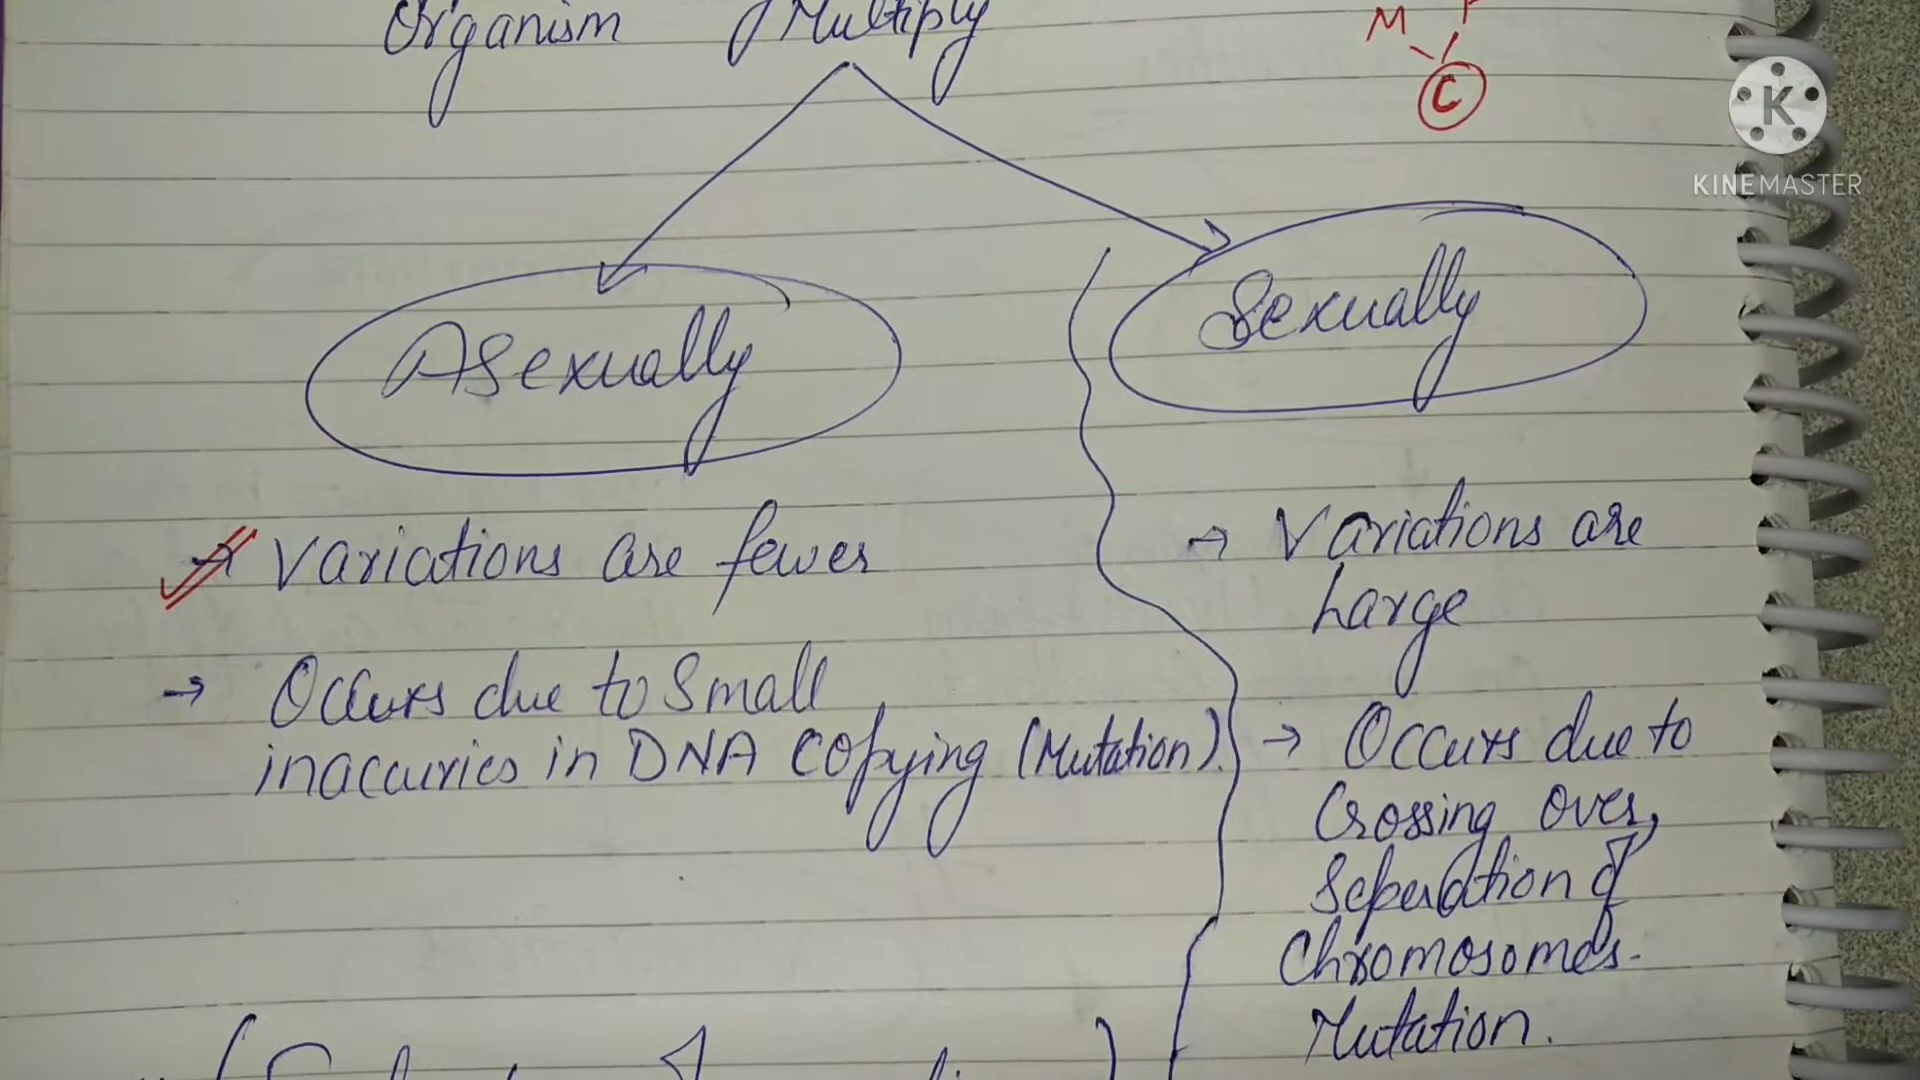 Organism Multiply
M F
C
K
KINEMASTER
Asexually
Sexually
→ Variations are fewer
→ Occurs due to Small
inaccuries in DNA Copying (Mutation).
→ Variations are
Large
→ Occurs due to
Crossing over,
Seperation of
Chromosomes.
Mutation.